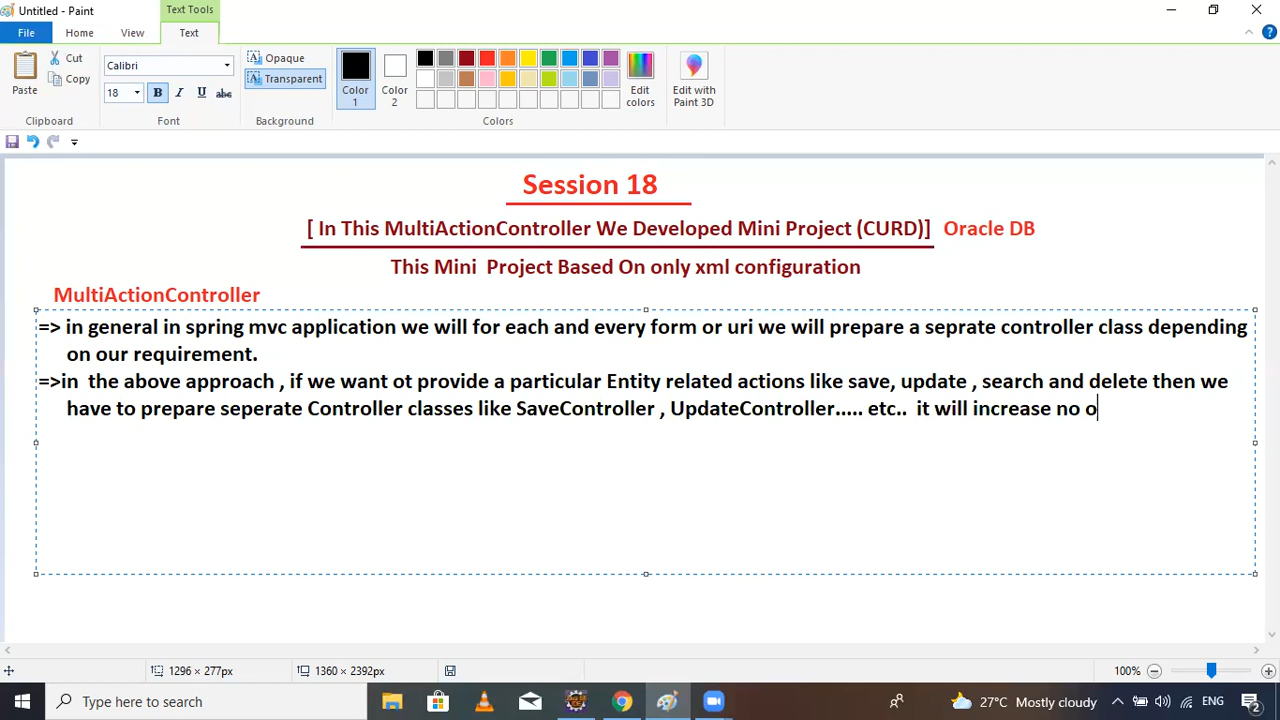 Untitled - Paint
Text Tools
File
Home
View
Text
Paste
Cut
Copy
Clipboard
Calibri
18
B
I
U
abc
Font
Opaque
Transparent
Background
Color 1
Color 2
Edit colors
Edit with Paint 3D
Colors
Session 18
[ In This MultiActionController We Developed Mini Project (CURD)] Oracle DB
This Mini Project Based On only xml configuration
MultiActionController
=> in general in spring mvc application we will for each and every form or uri we will prepare a seprate controller class depending
on our requirement.
=>in the above approach , if we want ot provide a particular Entity related actions like save, update , search and delete then we
have to prepare seperate Controller classes like SaveController , UpdateController..... etc.. it will increase no o
1296 × 277px
1360 × 2392px
100%
Type here to search
27°C Mostly cloudy
ENG
2